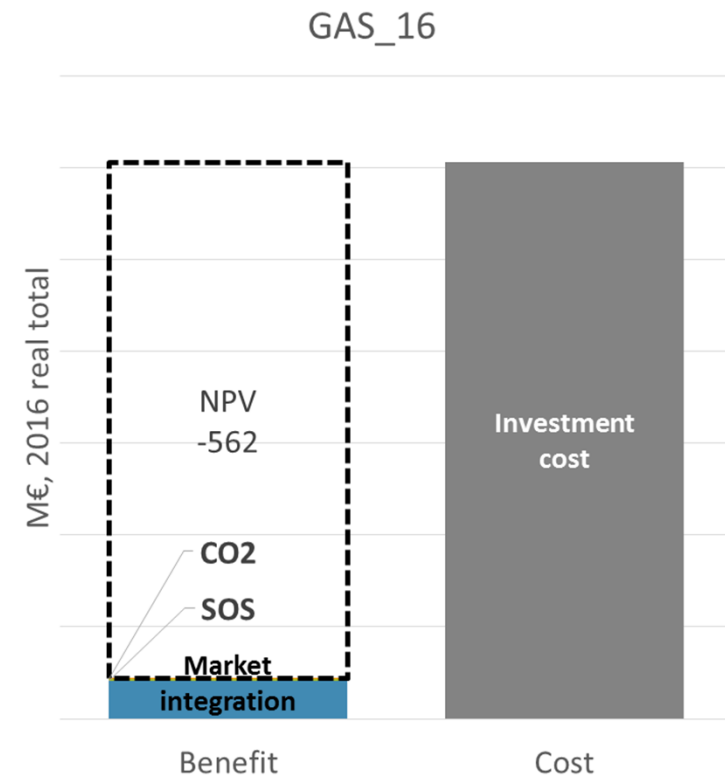 GAS_16
M€, 2016 real total
NPV
-562
Investment
cost
CO2
SOS
Market
integration
Benefit
Cost